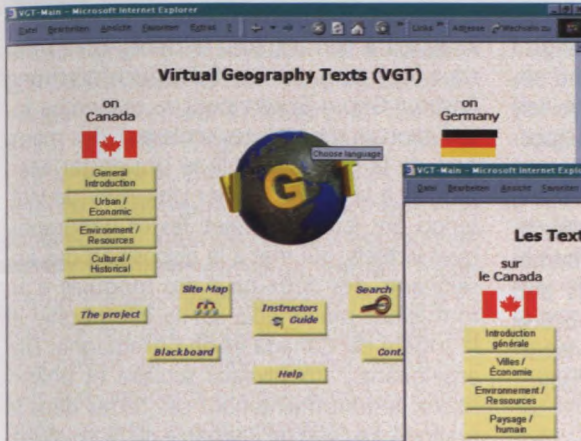 VGT-Main - Microsoft Internet Explorer
Datei Bearbeiten Ansicht Favoriten Extras ?
Links Adresse Wechseln zu
Virtual Geography Texts (VGT)
on
Canada
on
Germany
Choose language
V G T
General
Introduction
Urban /
Economic
Environment /
Resources
Cultural /
Historical
The project
Site Map
Instructors
Guide
Search
Blackboard
Cont
Help
VGT-Main - Microsoft Internet Explo
Datei Bearbeiten Ansicht Favoriten
Les Text
sur
le Canada
Introduction
générale
Villes /
Économie
Environnement /
Ressources
Paysage /
humain